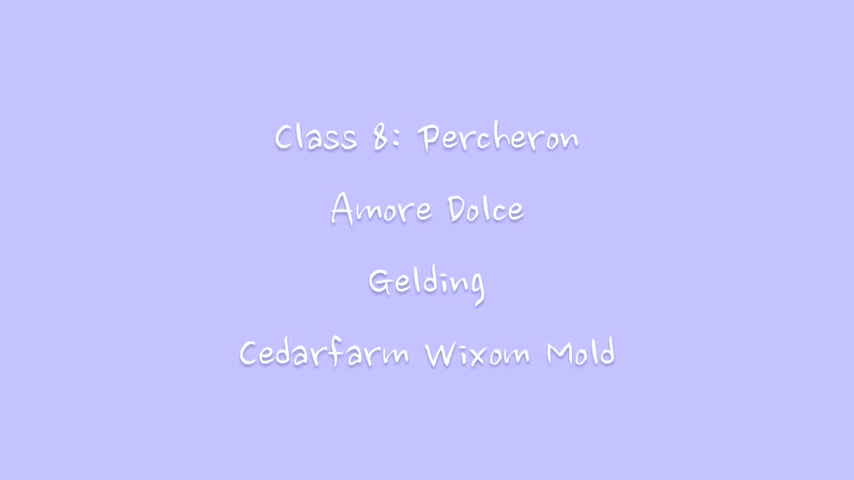 Class 8: Percheron
Amore Dolce
Gelding
Cedarfarm Wixom Mold